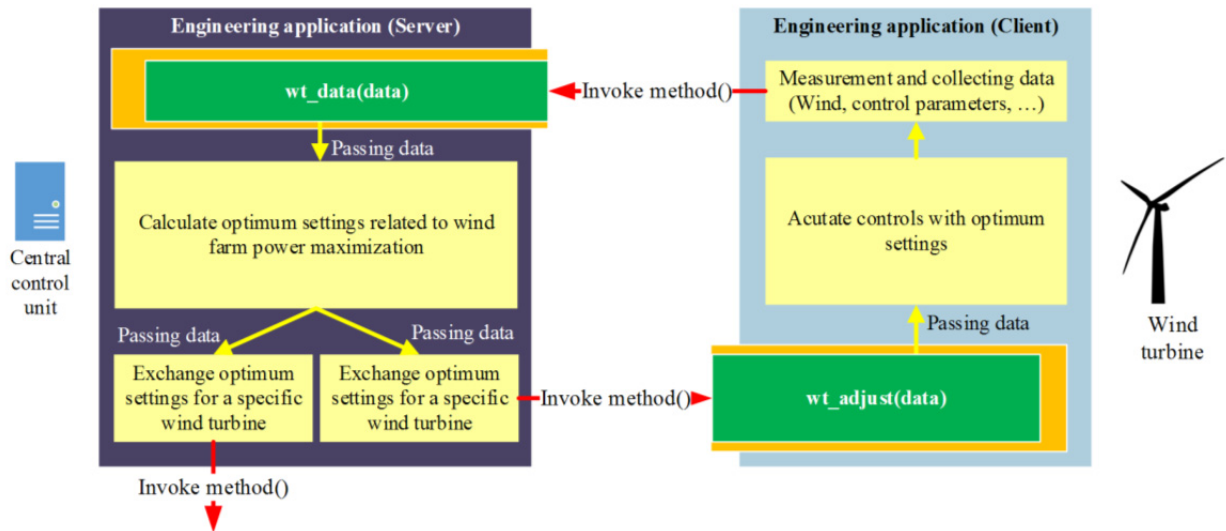 Engineering application (Server)
wt_data(data)
Passing data
Calculate optimum settings related to wind
farm power maximization
Passing data
Passing data
Exchange optimum
settings for a specific
wind turbine
Exchange optimum
settings for a specific
wind turbine
Invoke method()
Central
control
unit
Invoke method()
Invoke method()
Engineering application (Client)
Measurement and collecting data
(Wind, control parameters, …)
Acutate controls with optimum
settings
Passing data
wt_adjust(data)
Wind
turbine